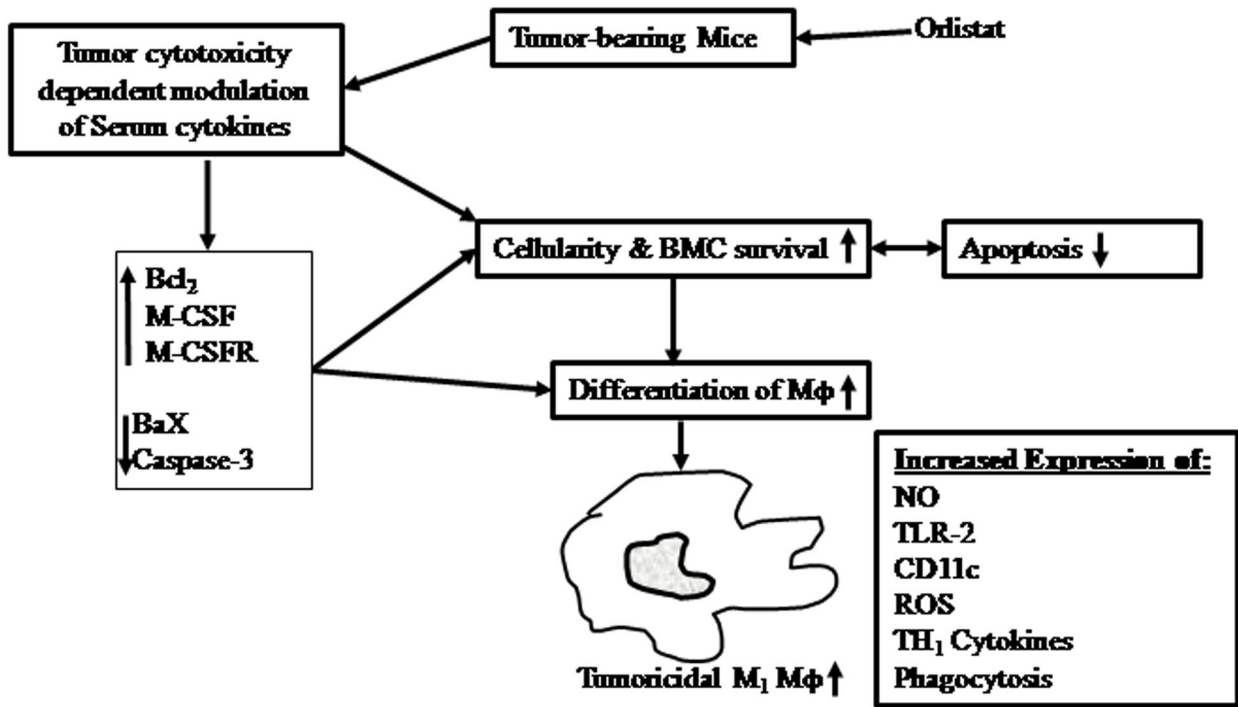 Tumor-bearing Mice
Orlistat
Tumor cytotoxicity
dependent modulation
of Serum cytokines
Cellularity & BMC survival ↑
Apoptosis ↓
↑ Bcl₂
M-CSF
M-CSFR
↓ BaX
Caspase-3
Differentiation of Mφ ↑
Tumoricidal M₁ Mφ ↑
Increased Expression of:
NO
TLR-2
CD11c
ROS
TH₁ Cytokines
Phagocytosis